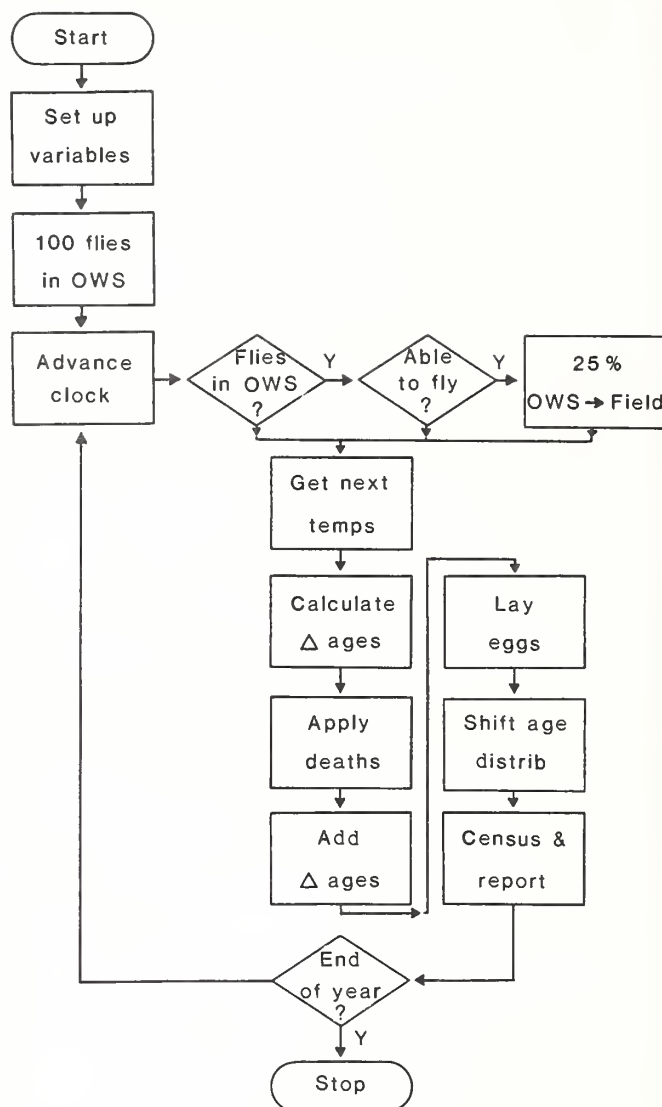 Start
Set up
variables
100 flies
in OWS
Advance
clock
Flies
in OWS
?
Y
Able
to fly
?
Y
25%
OWS → Field
Get next
temps
Calculate
Δ ages
Apply
deaths
Add
Δ ages
Lay
eggs
Shift age
distrib
Census &
report
End
of year
?
Y
Stop